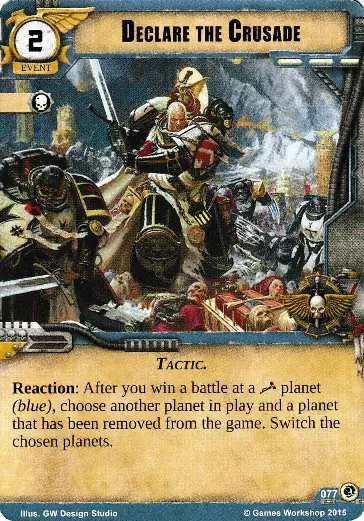 2
EVENT
DECLARE THE CRUSADE
TACTIC.
Reaction: After you win a battle at a planet
(blue), choose another planet in play and a planet
that has been removed from the game. Switch the
chosen planets.
077
Illus. GW Design Studio
© Games Workshop 2015